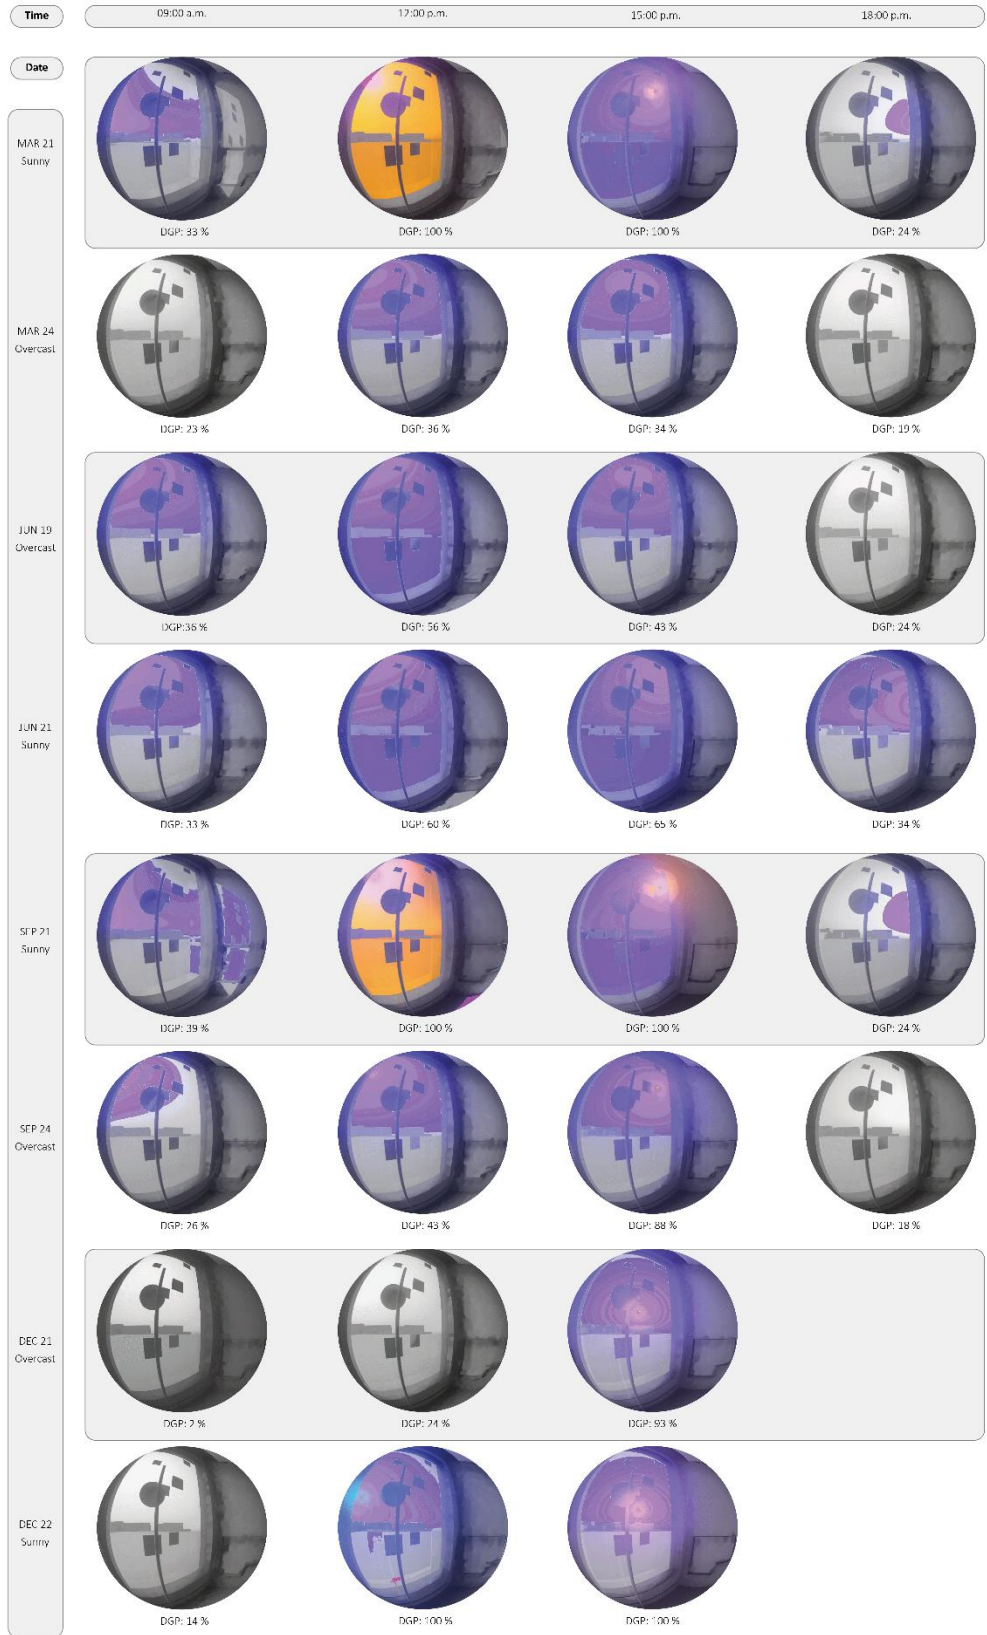 Time 09:00 a.m. 12:00 p.m. 15:00 p.m. 18:00 p.m.
Date
MAR 21
Sunny
DGP: 33 % DGP: 100 % DGP: 100 % DGP: 24 %
MAR 24
Overcast
DGP: 23 % DGP: 36 % DGP: 34 % DGP: 19 %
JUN 19
Overcast
DGP:36 % DGP: 56 % DGP: 43 % DGP: 24 %
JUN 21
Sunny
DGP: 33 % DGP: 60 % DGP: 65 % DGP: 34 %
SEP 21
Sunny
DGP: 39 % DGP: 100 % DGP: 100 % DGP: 24 %
SEP 24
Overcast
DGP: 26 % DGP: 43 % DGP: 88 % DGP: 18 %
DEC 21
Overcast
DGP: 2 % DGP: 24 % DGP: 93 %
DEC 22
Sunny
DGP: 14 % DGP: 100 % DGP: 100 %